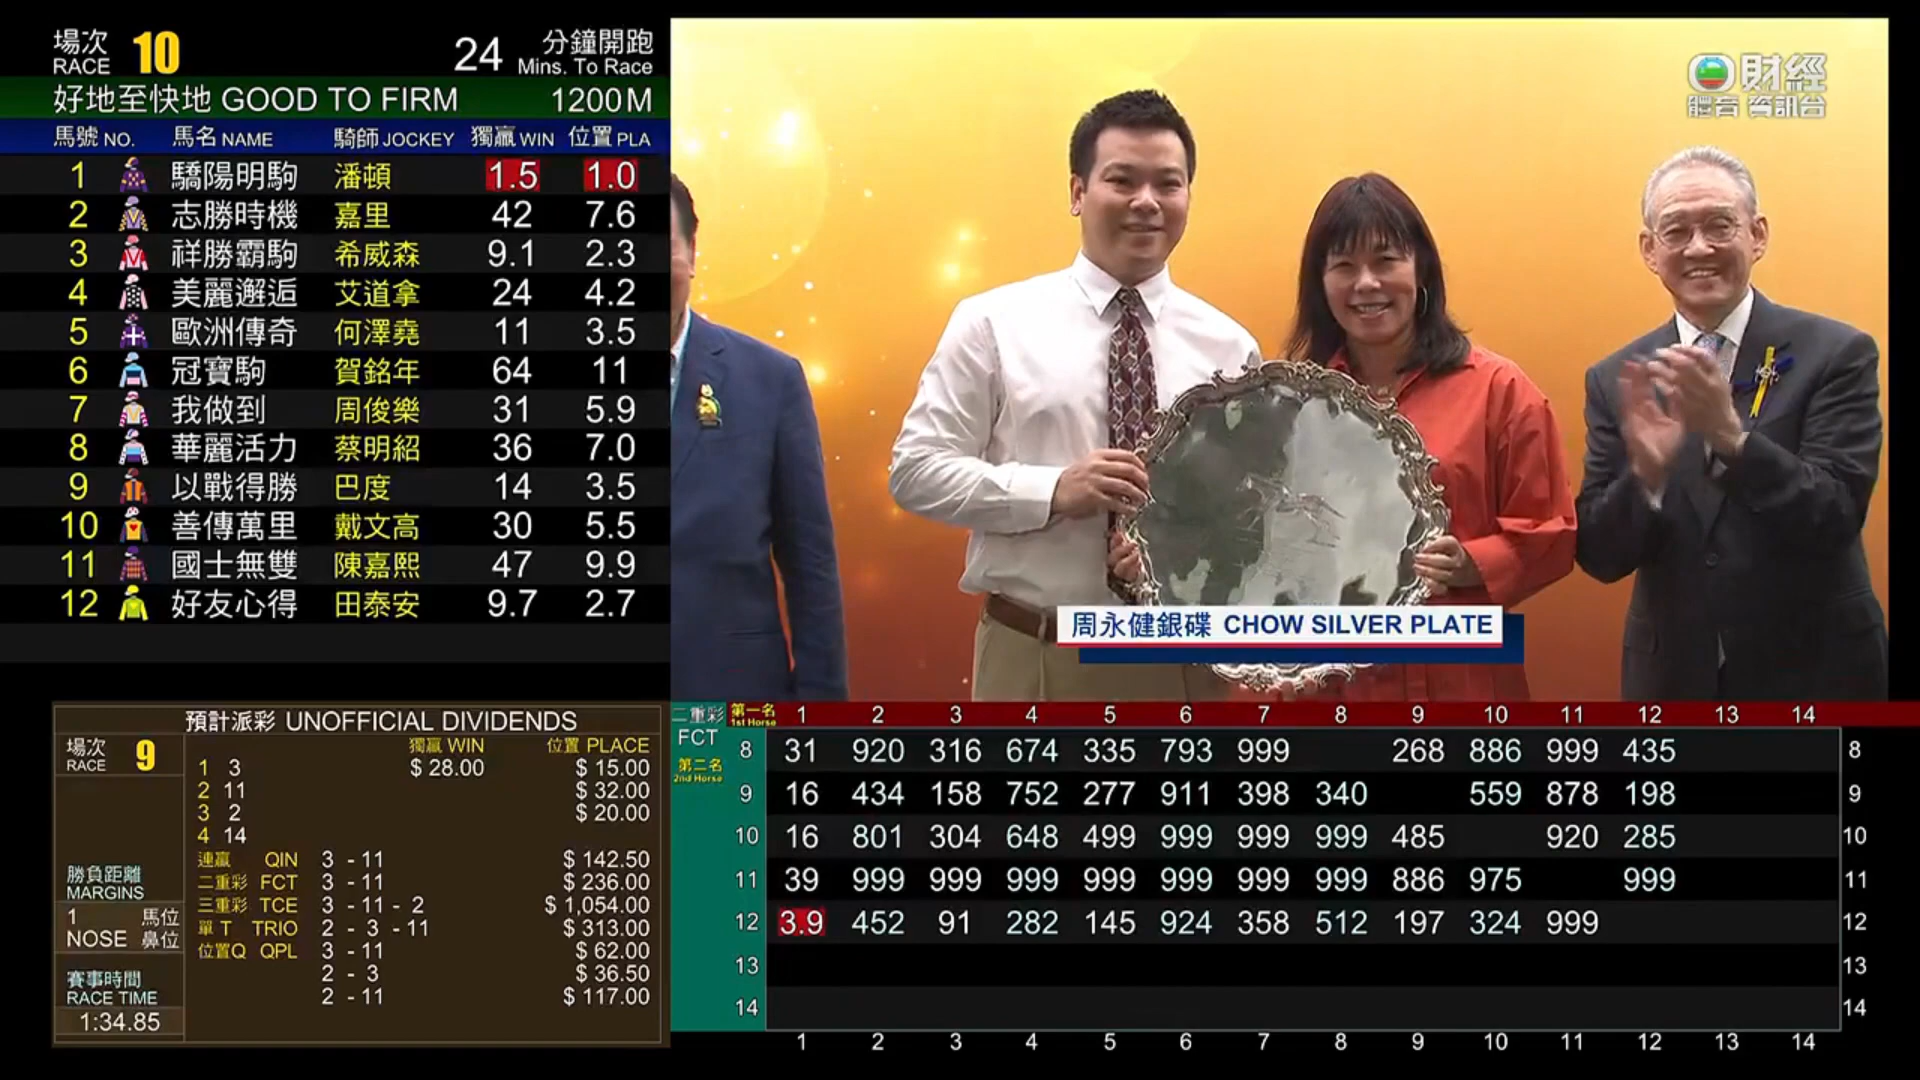 場次 RACE 10 24 分鐘開跑 Mins. To Race
好地至快地 GOOD TO FIRM 1200M
馬號 NO. 馬名 NAME 騎師 JOCKEY 獨贏 WIN 位置 PLA
1 驕陽明駒 潘頓 1.5 1.0
2 志勝時機 嘉里 42 7.6
3 祥勝霸駒 希威森 9.1 2.3
4 美麗邂逅 艾道拿 24 4.2
5 歐洲傳奇 何澤堯 11 3.5
6 冠寶駒 賀銘年 64 11
7 我做到 周俊樂 31 5.9
8 華麗活力 蔡明紹 36 7.0
9 以戰得勝 巴度 14 3.5
10 善傳萬里 戴文高 30 5.5
11 國士無雙 陳嘉熙 47 9.9
12 好友心得 田泰安 9.7 2.7
財經
體育 資訊台
周永健銀碟 CHOW SILVER PLATE
預計派彩 UNOFFICIAL DIVIDENDS
場次 RACE 9
獨贏 WIN 位置 PLACE
1 3 $ 28.00 $ 15.00
2 11 $ 32.00
3 2 $ 20.00
4 14
連贏 QIN 3 - 11 $ 142.50
二重彩 FCT 3 - 11 $ 236.00
三重彩 TCE 3 - 11 - 2 $ 1,054.00
單T TRIO 2 - 3 - 11 $ 313.00
位置Q QPL 3 - 11 $ 62.00
2 - 3 $ 36.50
2 - 11 $ 117.00
勝負距離
MARGINS
1 馬位
NOSE 鼻位
賽事時間
RACE TIME
1:34.85
二重彩 第一名 1st Horse 1 2 3 4 5 6 7 8 9 10 11 12 13 14
FCT
第二名
2nd Horse
8 31 920 316 674 335 793 999 268 886 999 435 8
9 16 434 158 752 277 911 398 340 559 878 198 9
10 16 801 304 648 499 999 999 999 485 920 285 10
11 39 999 999 999 999 999 999 999 886 975 999 11
12 3.9 452 91 282 145 924 358 512 197 324 999 12
13 13
14 14
1 2 3 4 5 6 7 8 9 10 11 12 13 14